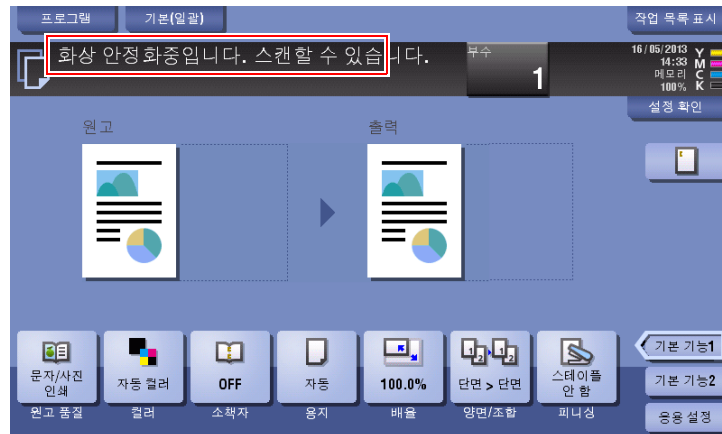 프로그램
기본(일괄)
작업 목록 표시
화상 안정화중입니다. 스캔할 수 있습니다.
부수
1
16/05/2013
14:33
메모리
100%
Y
M
C
K
설정 확인
원고
출력
문자/사진
인쇄
자동 컬러
OFF
자동
100.0%
1 2 1 2
단면 > 단면
스테이플
안 함
기본 기능1
기본 기능2
원고 품질
컬러
소책자
용지
배율
양면/조합
피니싱
응용 설정